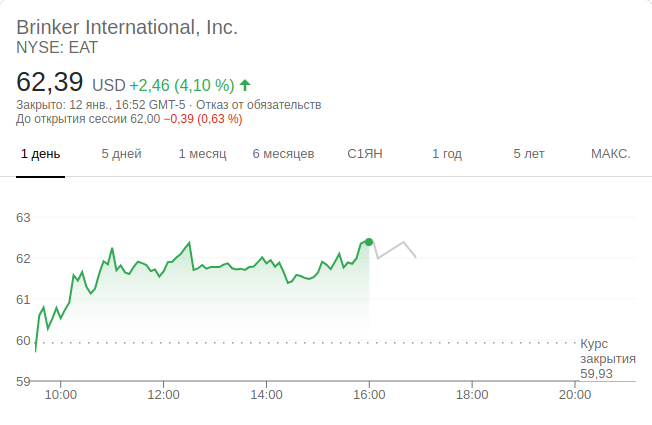 Brinker International, Inc.
NYSE: EAT
62,39 USD +2,46 (4,10 %)
Закрыто: 12 янв., 16:52 GMT-5 · Отказ от обязательств
До открытия сессии 62,00 −0,39 (0,63 %)
1 день 5 дней 1 месяц 6 месяцев С1ЯН 1 год 5 лет МАКС.
63
62
61
60
Курс
закрытия
59,93
59
10:00 12:00 14:00 16:00 18:00 20:00